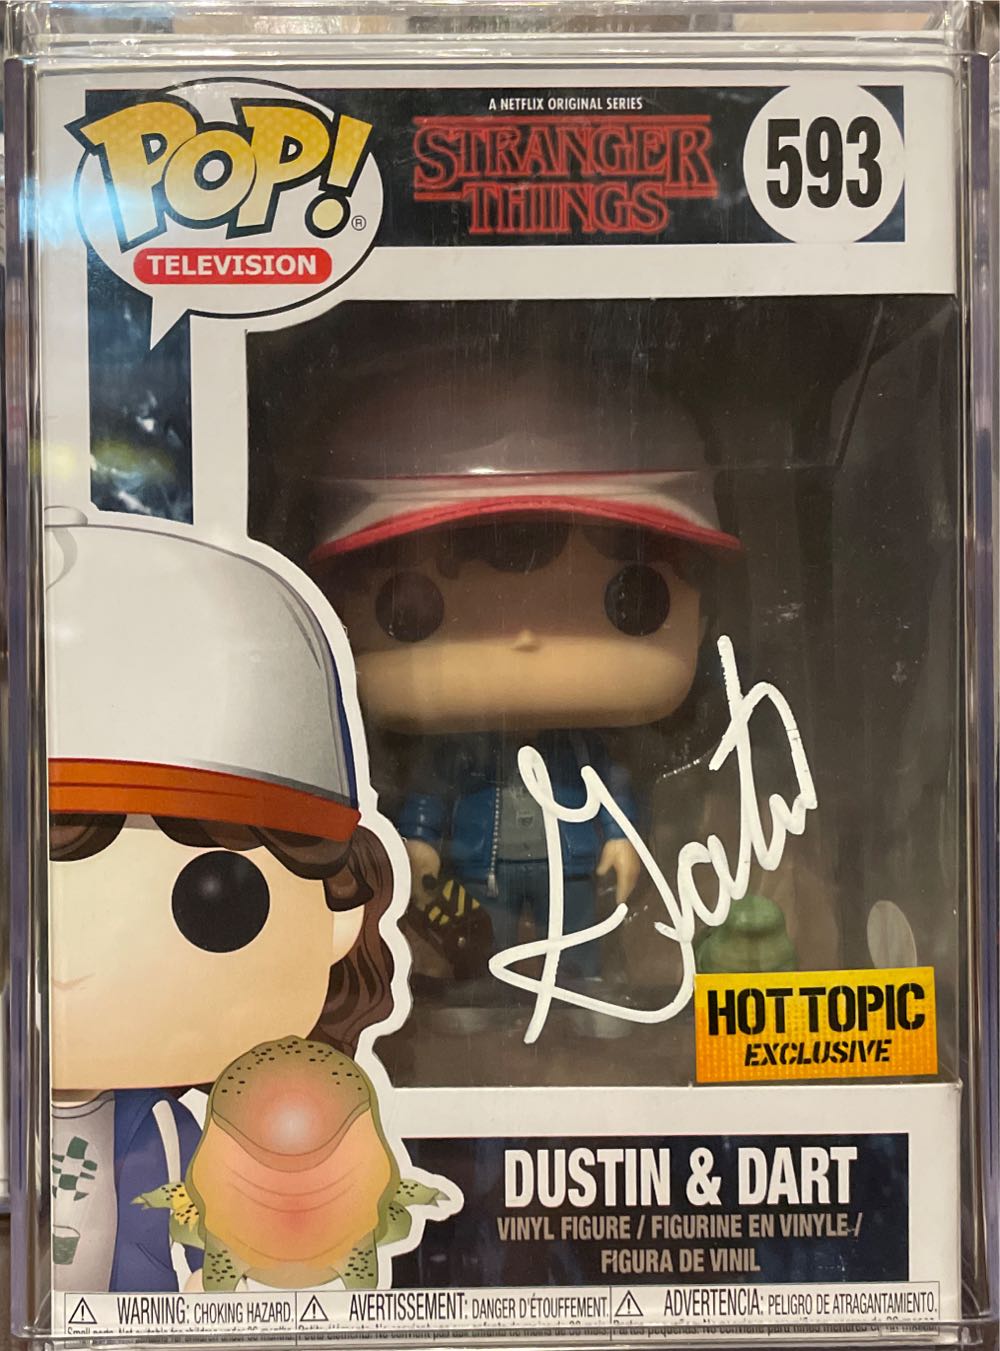 POP!
®
TELEVISION
A NETFLIX ORIGINAL SERIES
STRANGER
THINGS
593
HOT TOPIC
EXCLUSIVE
DUSTIN & DART
VINYL FIGURE / FIGURINE EN VINYLE /
FIGURA DE VINIL
WARNING: CHOKING HAZARD.
AVERTISSEMENT: DANGER D'ÉTOUFFEMENT.
ADVERTENCIA: PELIGRO DE ATRAGANTAMIENTO.